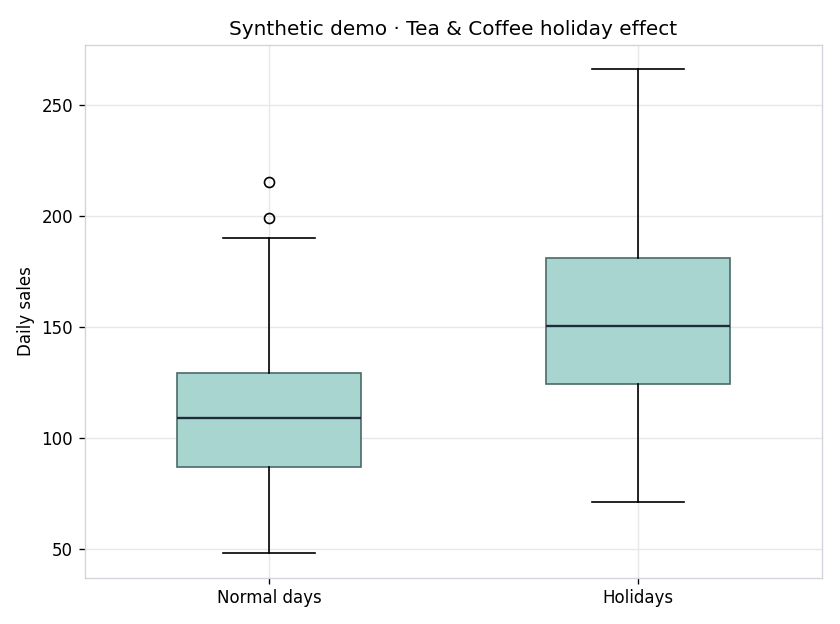 Synthetic demo · Tea & Coffee holiday effect
Daily sales
250
200
150
100
50
Normal days
Holidays